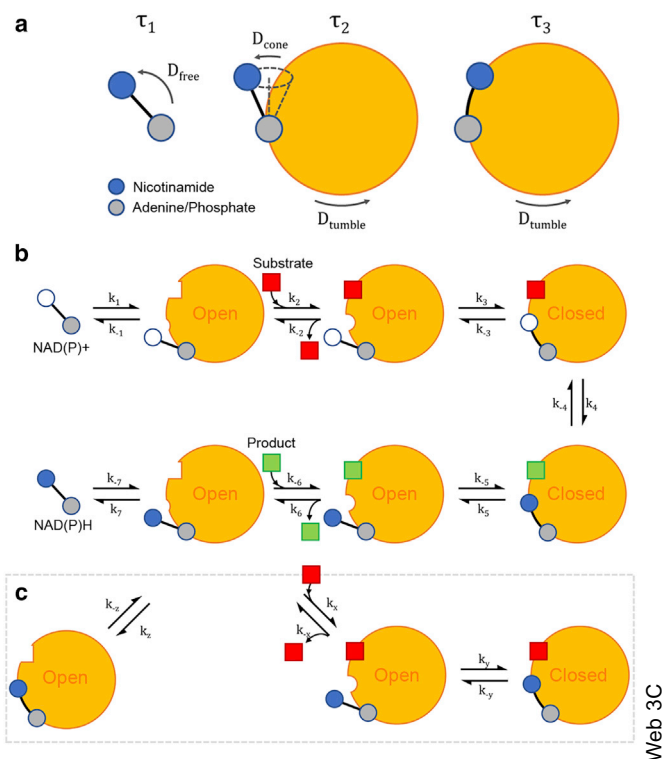 a
τ1
τ2
τ3
Dfree
Dcone
Nicotinamide
Adenine/Phosphate
Dtumble
Dtumble
b
Substrate
k1
k-1
NAD(P)+
Open
k2
k-2
Open
k3
k-3
Closed
k-4
k4
Product
k-7
k7
NAD(P)H
Open
k-6
k6
Open
k-5
k5
Closed
c
k-z
kz
Open
kx
k-x
Open
ky
k-y
Closed
Web 3C